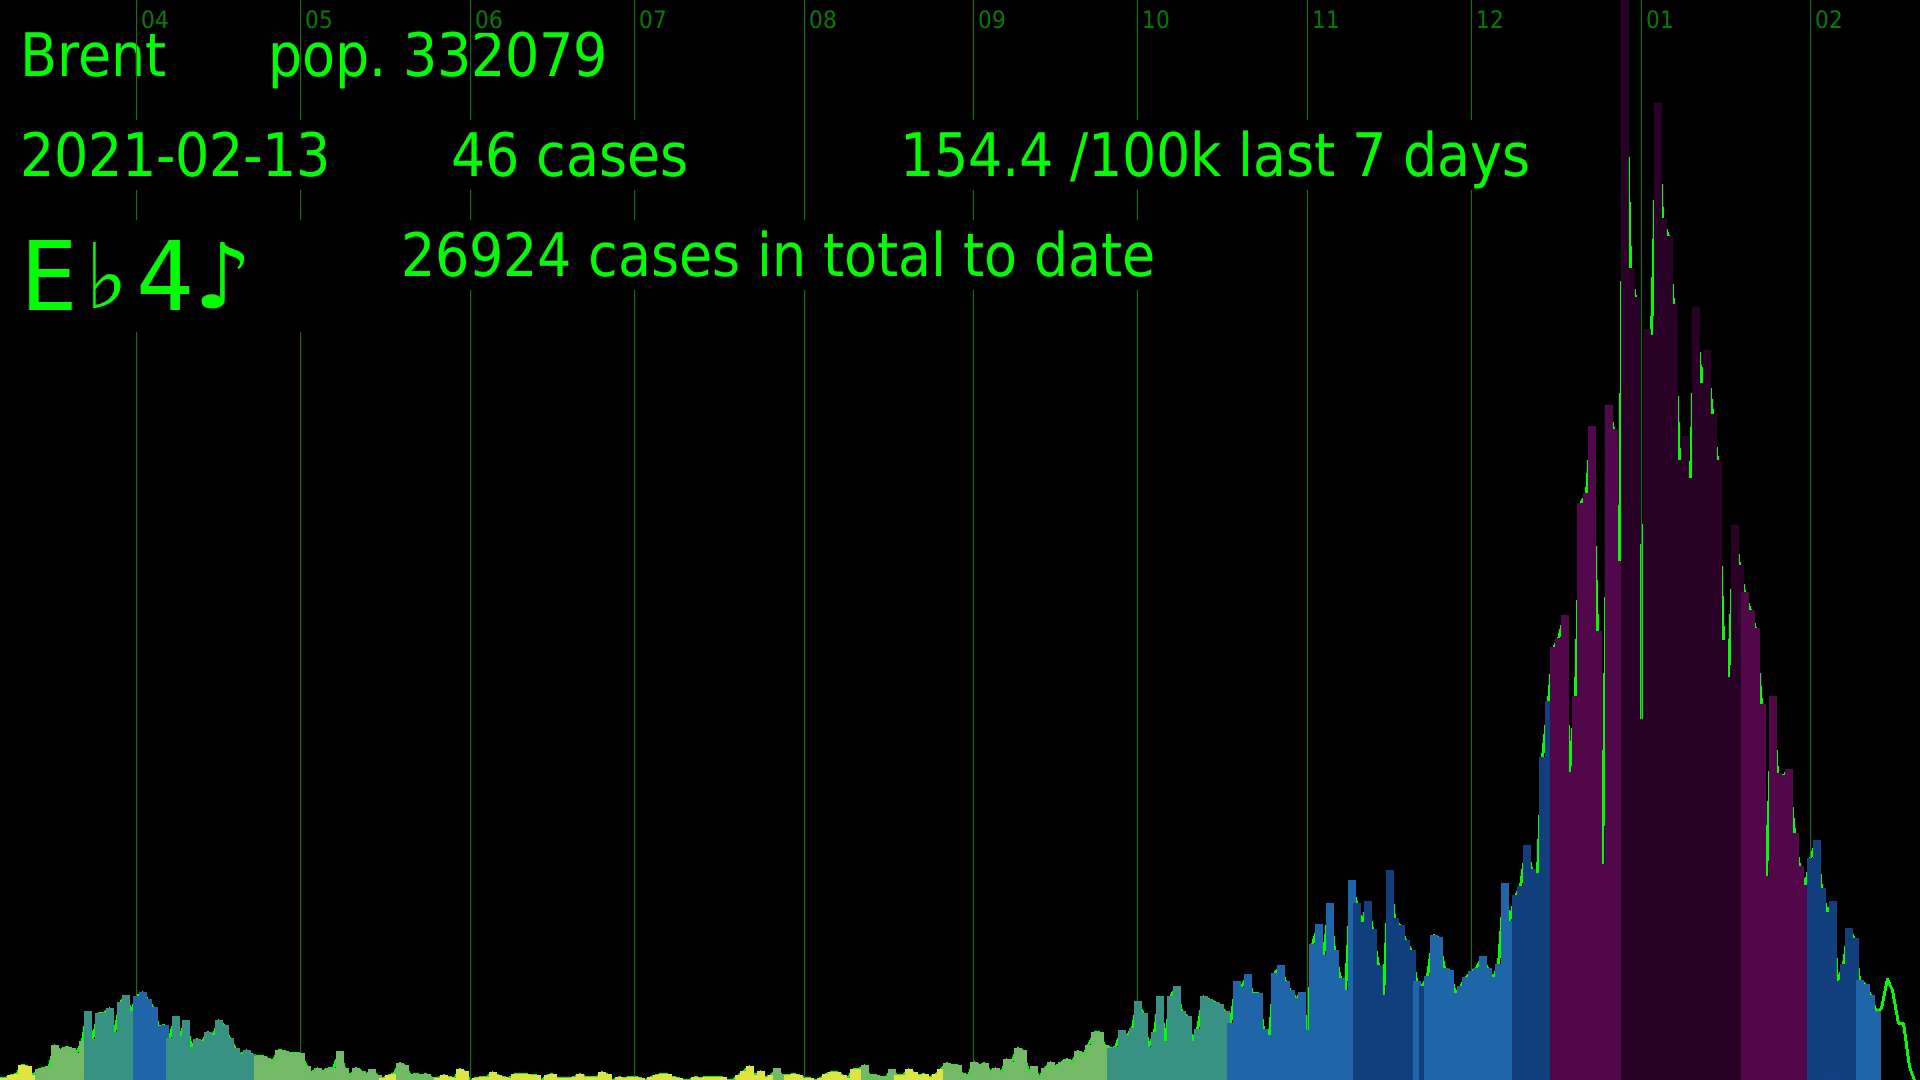 04 05 06 07 08 09 10 11 12 01 02
Brent pop. 332079
2021-02-13 46 cases 154.4 /100k last 7 days
E♭4♪ 26924 cases in total to date